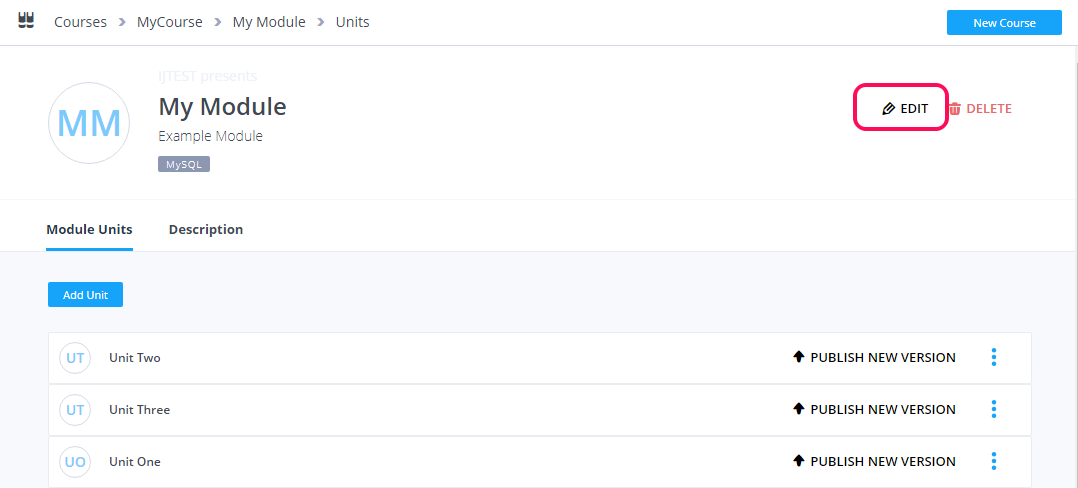 Courses > MyCourse > My Module > Units
New Course
IJTEST presents
MM
My Module
EDIT
DELETE
Example Module
MySQL
Module Units
Description
Add Unit
UT Unit Two PUBLISH NEW VERSION
UT Unit Three PUBLISH NEW VERSION
UO Unit One PUBLISH NEW VERSION